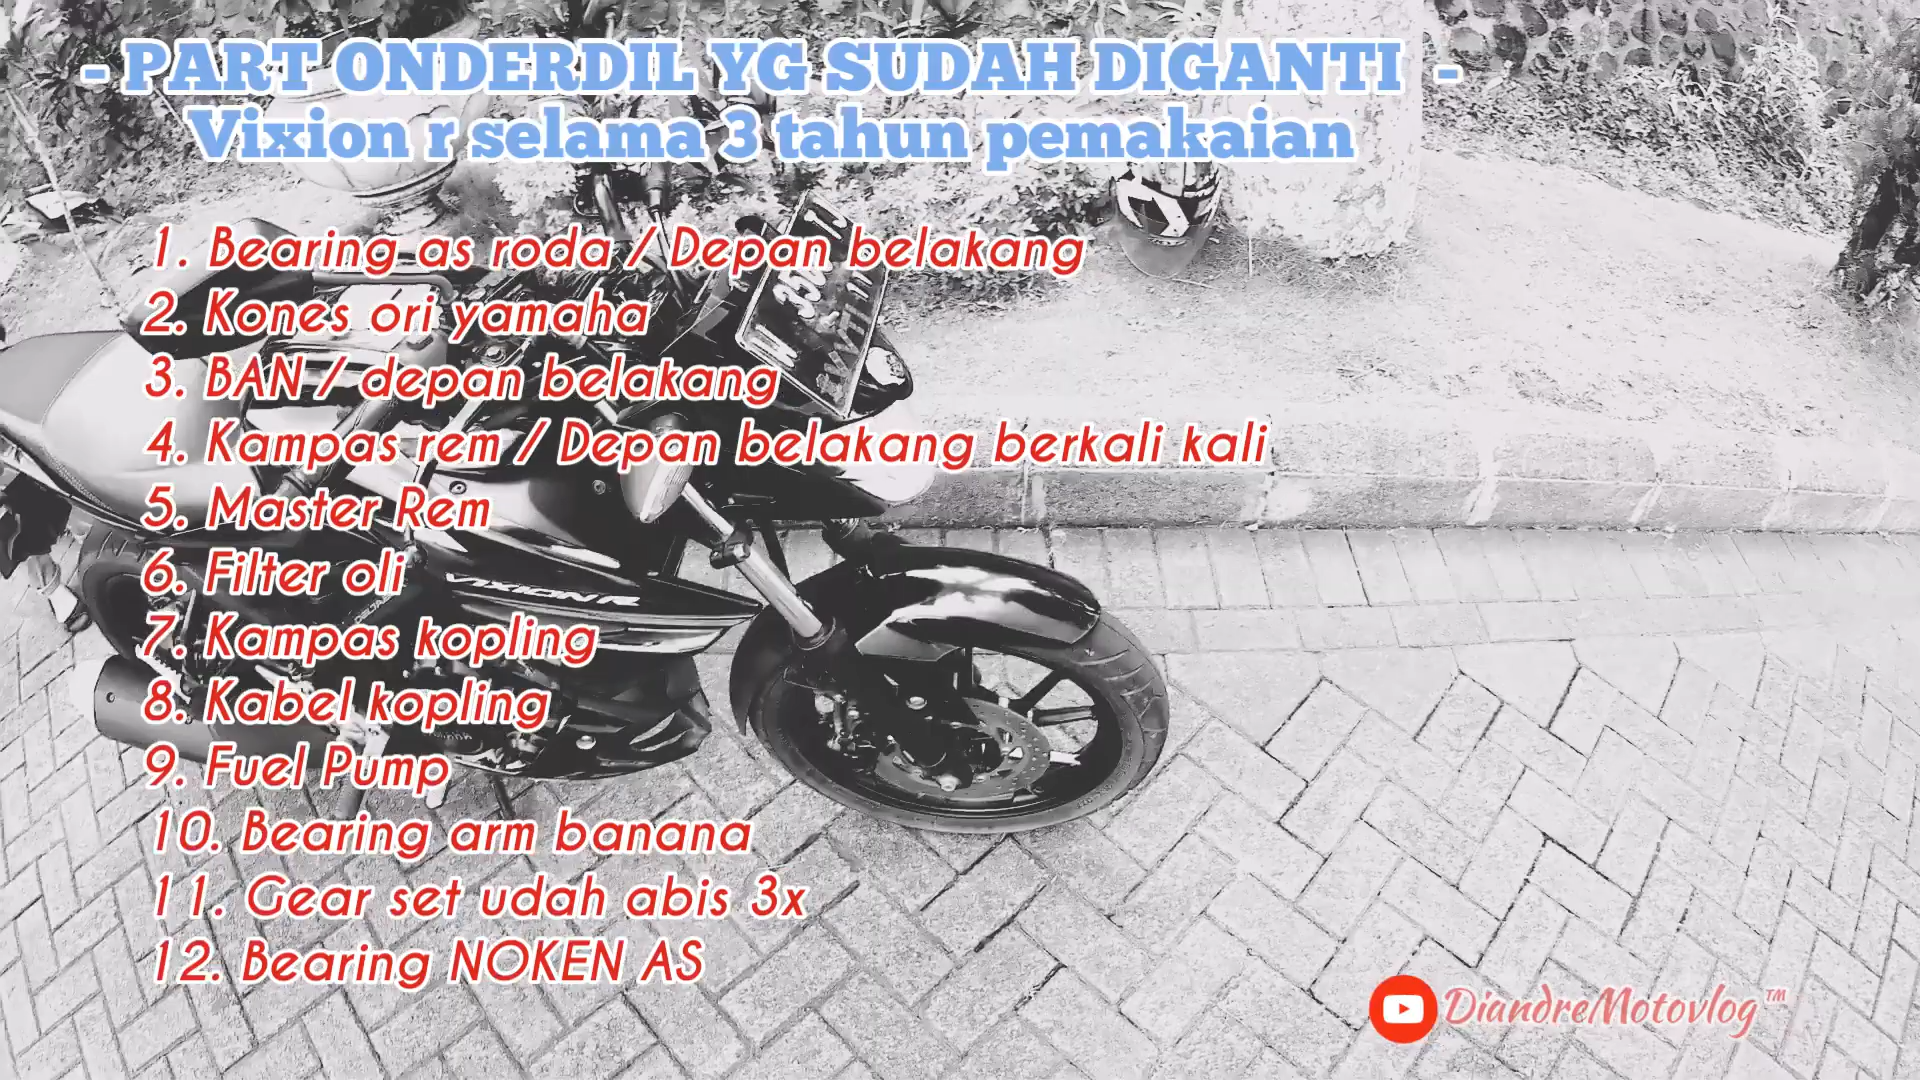 - PART ONDERDIL YG SUDAH DIGANTI -
Vixion r selama 3 tahun pemakaian
1. Bearing as roda / Depan belakang
2. Kones ori yamaha
3. BAN / depan belakang
4. Kampas rem / Depan belakang berkali kali
5. Master Rem
6. Filter oli
7. Kampas kopling
8. Kabel kopling
9. Fuel Pump
10. Bearing arm banana
11. Gear set udah abis 3x
12. Bearing NOKEN AS
VIXION R
DiandreMotovlog™